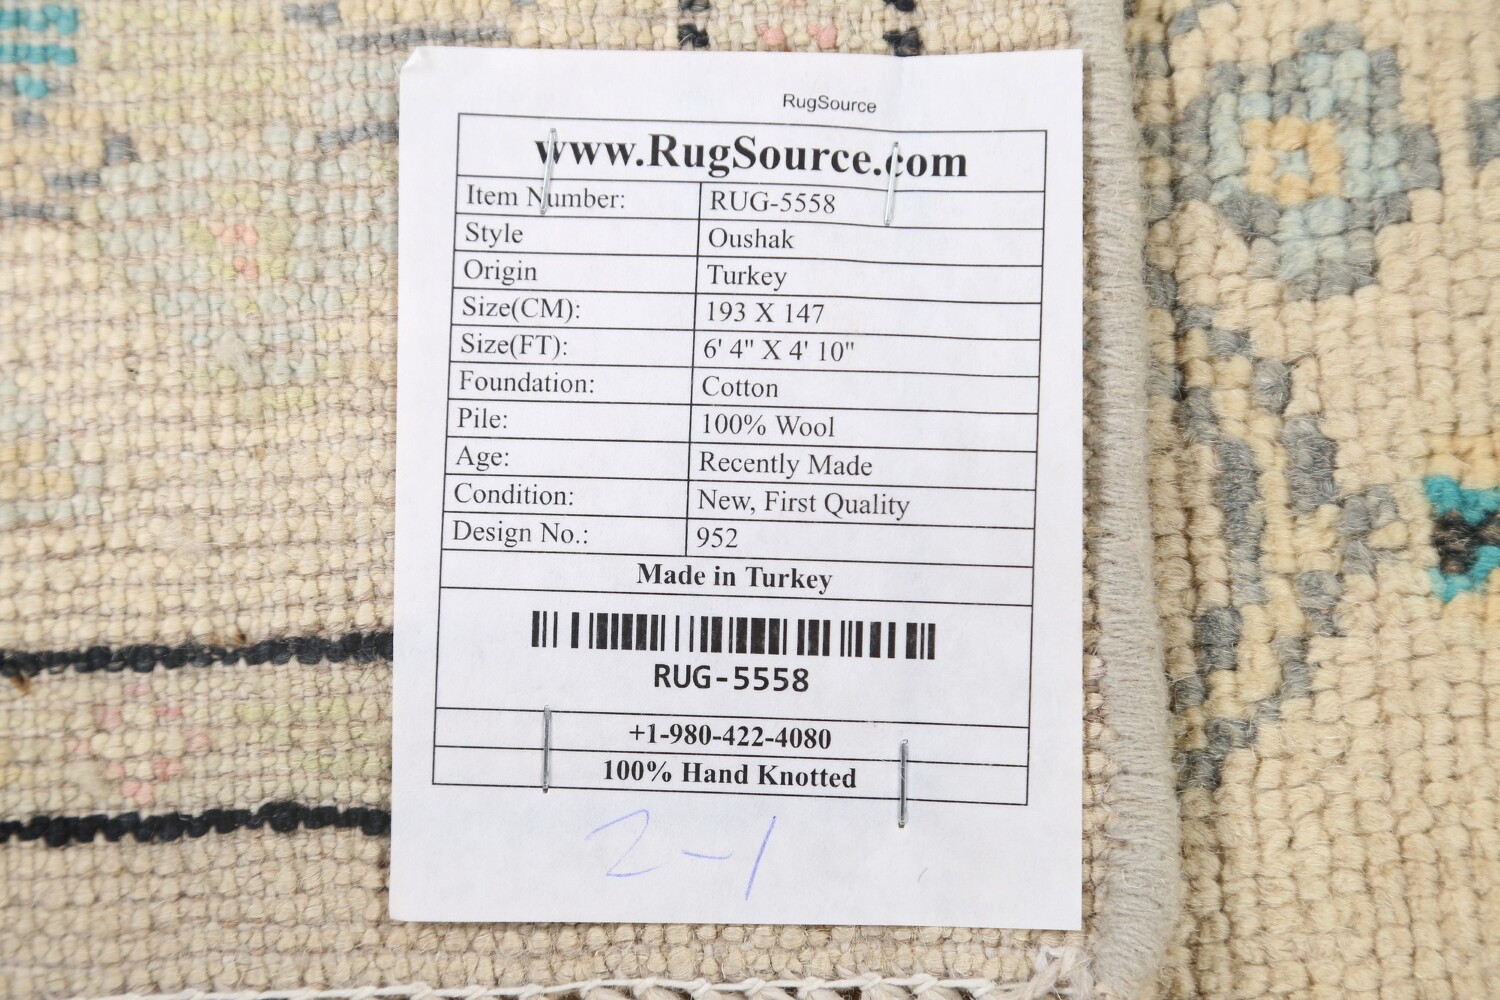 RugSource
www.RugSource.com
Item Number: RUG-5558
Style Oushak
Origin Turkey
Size(CM): 193 X 147
Size(FT): 6' 4" X 4' 10"
Foundation: Cotton
Pile: 100% Wool
Age: Recently Made
Condition: New, First Quality
Design No.: 952
Made in Turkey
RUG-5558
+1-980-422-4080
100% Hand Knotted
2-1